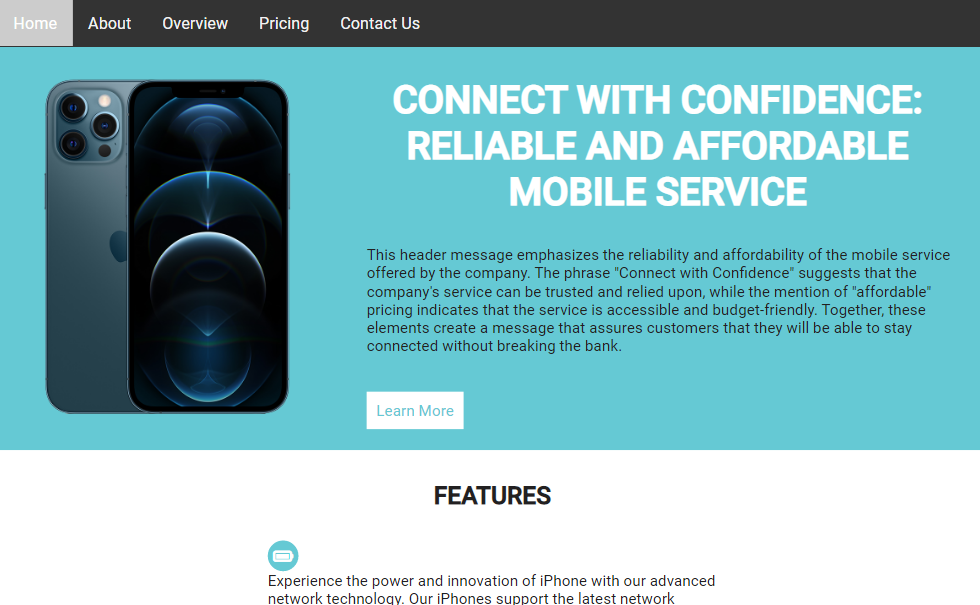 Home About Overview Pricing Contact Us
CONNECT WITH CONFIDENCE:
RELIABLE AND AFFORDABLE
MOBILE SERVICE
This header message emphasizes the reliability and affordability of the mobile service
offered by the company. The phrase "Connect with Confidence" suggests that the
company's service can be trusted and relied upon, while the mention of "affordable"
pricing indicates that the service is accessible and budget-friendly. Together, these
elements create a message that assures customers that they will be able to stay
connected without breaking the bank.
Learn More
FEATURES
Experience the power and innovation of iPhone with our advanced
network technology. Our iPhones support the latest network